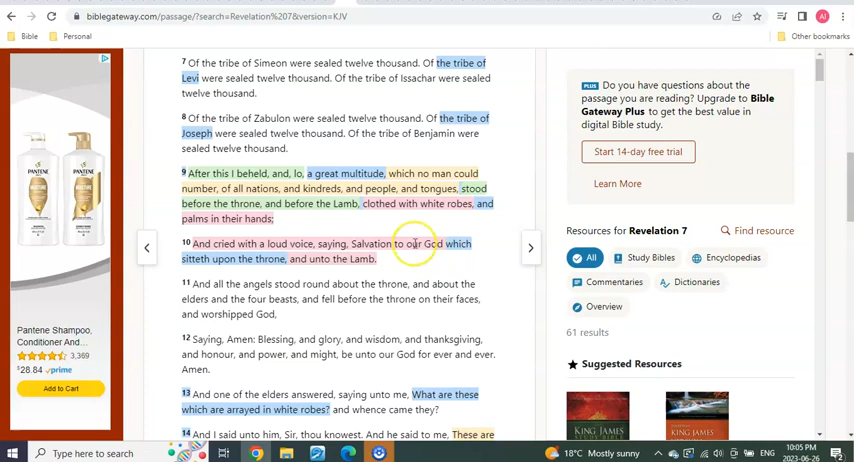 biblegateway.com/passage/?search=Revelation%207&version=KJV
Bible
Personal
Other bookmarks
7 Of the tribe of Simeon were sealed twelve thousand. Of the tribe of
Levi were sealed twelve thousand. Of the tribe of Issachar were sealed
twelve thousand.
8 Of the tribe of Zabulon were sealed twelve thousand. Of the tribe of
Joseph were sealed twelve thousand. Of the tribe of Benjamin were
sealed twelve thousand.
9 After this I beheld, and, lo, a great multitude, which no man could
number, of all nations, and kindreds, and people, and tongues, stood
before the throne, and before the Lamb, clothed with white robes, and
palms in their hands;
10 And cried with a loud voice, saying, Salvation to our God which
sitteth upon the throne, and unto the Lamb.
11 And all the angels stood round about the throne, and about the
elders and the four beasts, and fell before the throne on their faces,
and worshipped God,
12 Saying, Amen: Blessing, and glory, and wisdom, and thanksgiving,
and honour, and power, and might, be unto our God for ever and ever.
Amen.
13 And one of the elders answered, saying unto me, What are these
which are arrayed in white robes? and whence came they?
14 And I said unto him, Sir, thou knowest. And he said to me, These are
PANTENE
PANTENE
Pantene Shampoo,
Conditioner And...
3,369
$28.84 prime
Add to Cart
PLUS Do you have questions about the
passage you are reading? Upgrade to Bible
Gateway Plus to get the best value in
digital Bible study.
Start 14-day free trial
Learn More
Resources for Revelation 7
Find resource
All
Study Bibles
Encyclopedias
Commentaries
Dictionaries
Overview
61 results
Suggested Resources
KING JAMES
KING JAMES
Type here to search
18°C Mostly sunny
ENG
10:05 PM
2023-06-26